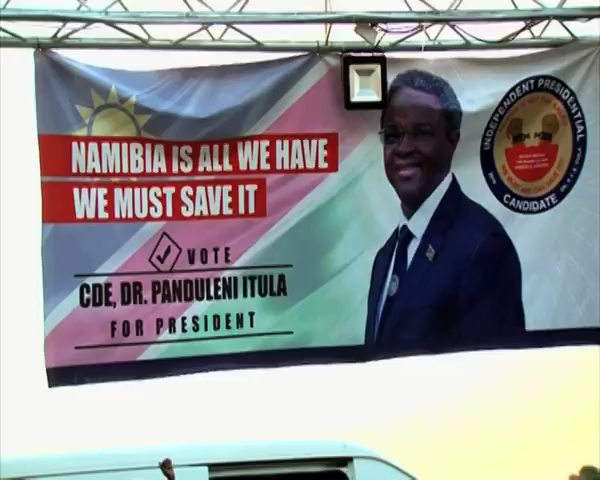 NAMIBIA IS ALL WE HAVE
WE MUST SAVE IT
VOTE
CDE, DR. PANDULENI ITULA
FOR PRESIDENT
INDEPENDENT PRESIDENTIAL
CANDIDATE